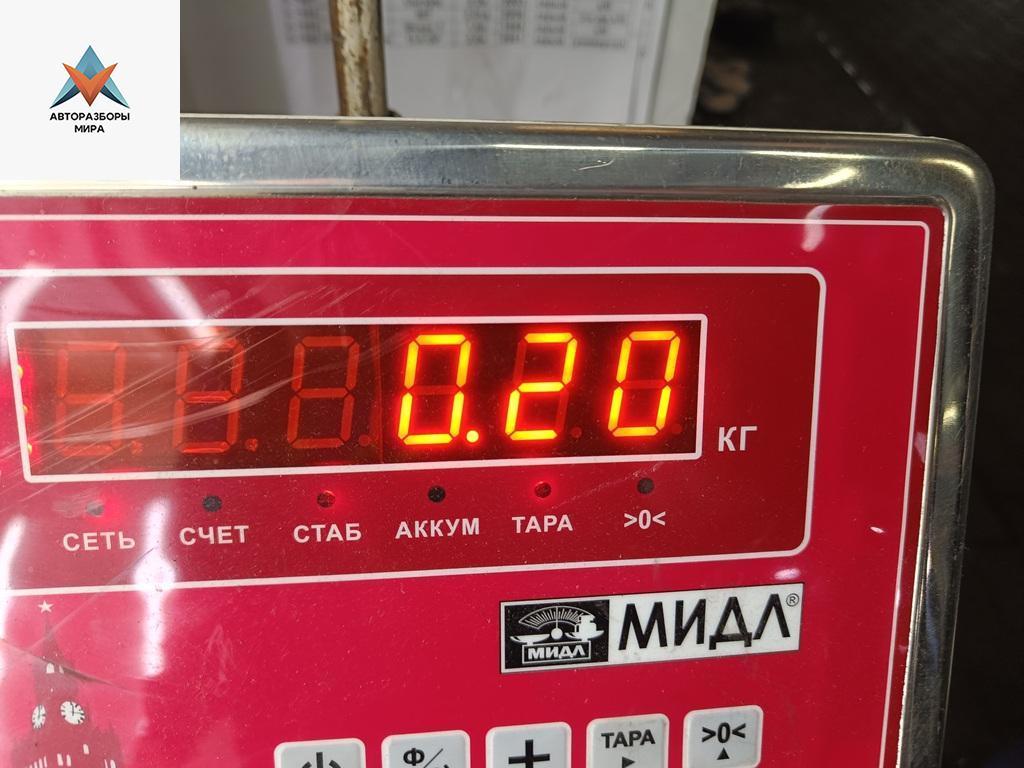 АВТОРАЗБОРЫ
МИРА
0.20
КГ
СЕТЬ СЧЕТ СТАБ АККУМ ТАРА >0<
МИДЛ МИДЛ®
Ф/ + ТАРА >0<